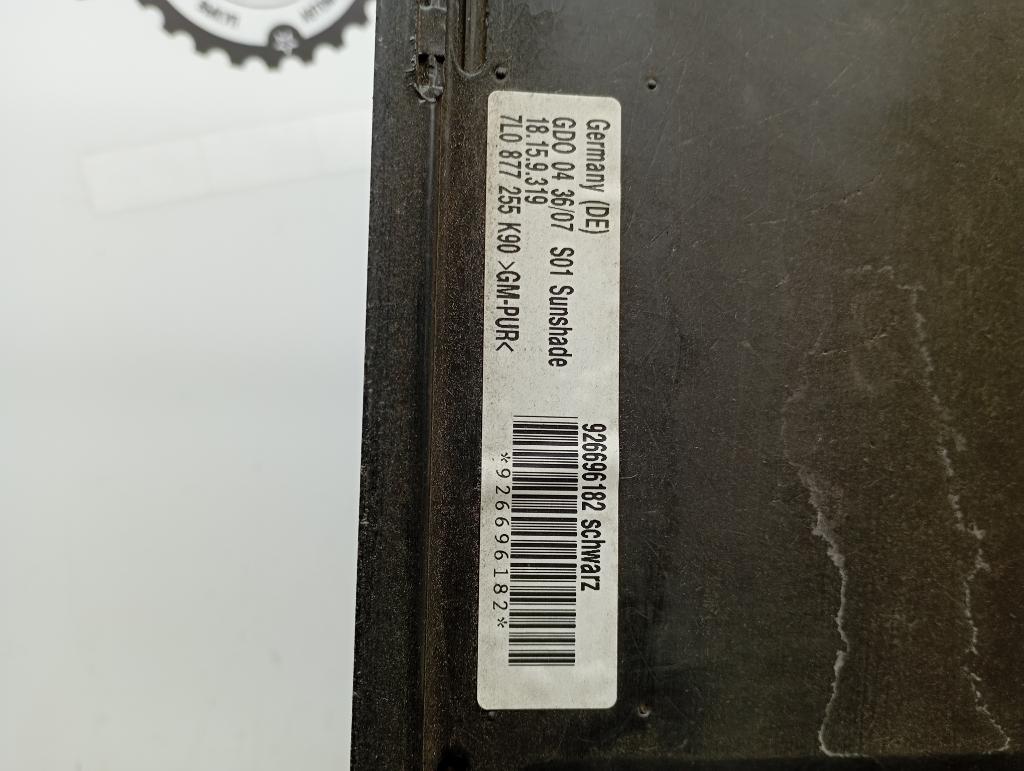 Germany (DE)
GDO 04 36/07 S01 Sunshade
18.15.9.319
7L0 877 255 K90 >GM-PUR<
926696182 schwarz
*926696182*